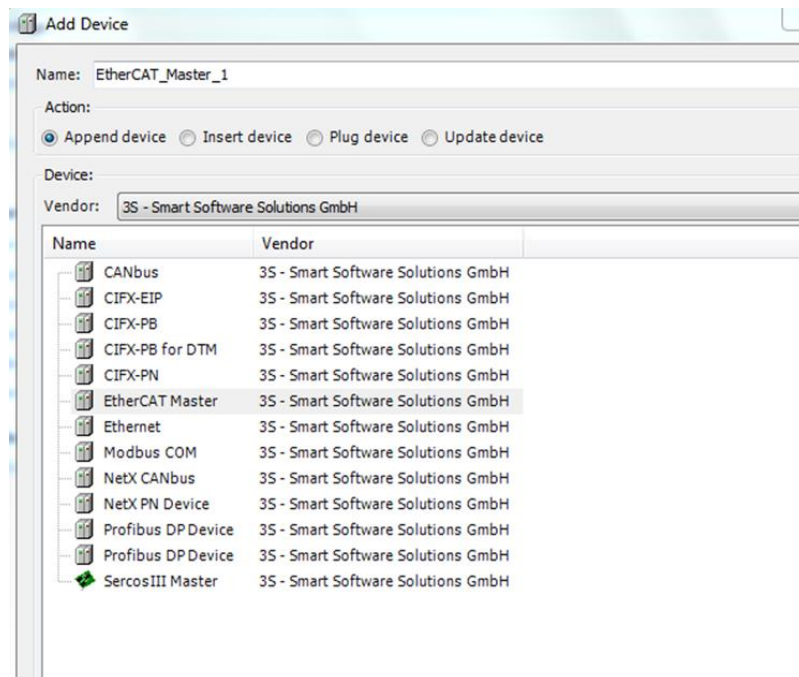 Add Device
Name: EtherCAT_Master_1
Action:
Append device Insert device Plug device Update device
Device:
Vendor: 3S - Smart Software Solutions GmbH
Name Vendor
CANbus 3S - Smart Software Solutions GmbH
CIFX-EIP 3S - Smart Software Solutions GmbH
CIFX-PB 3S - Smart Software Solutions GmbH
CIFX-PB for DTM 3S - Smart Software Solutions GmbH
CIFX-PN 3S - Smart Software Solutions GmbH
EtherCAT Master 3S - Smart Software Solutions GmbH
Ethernet 3S - Smart Software Solutions GmbH
Modbus COM 3S - Smart Software Solutions GmbH
NetX CANbus 3S - Smart Software Solutions GmbH
NetX PN Device 3S - Smart Software Solutions GmbH
Profibus DP Device 3S - Smart Software Solutions GmbH
Profibus DP Device 3S - Smart Software Solutions GmbH
SercosIII Master 3S - Smart Software Solutions GmbH